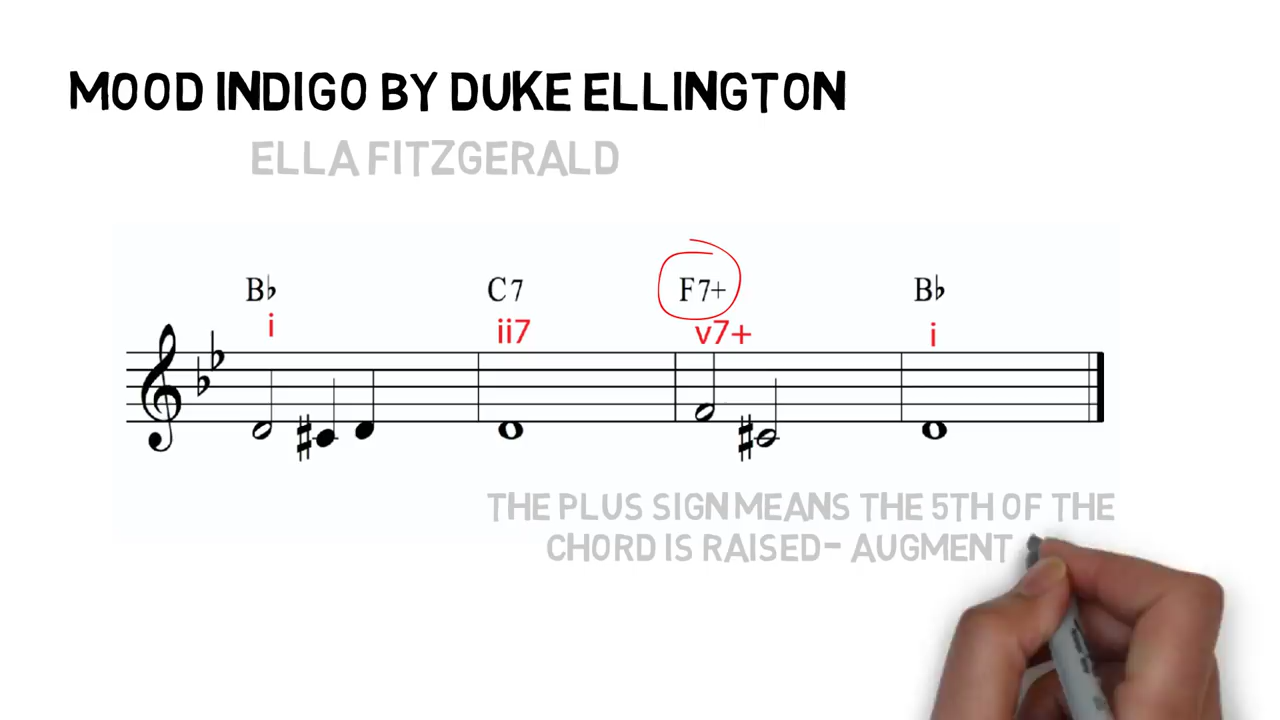 MOOD INDIGO BY DUKE ELLINGTON
ELLA FITZGERALD
B♭ C7 F7+ B♭
i ii7 v7+ i
THE PLUS SIGN MEANS THE 5TH OF THE
CHORD IS RAISED- AUGMENT